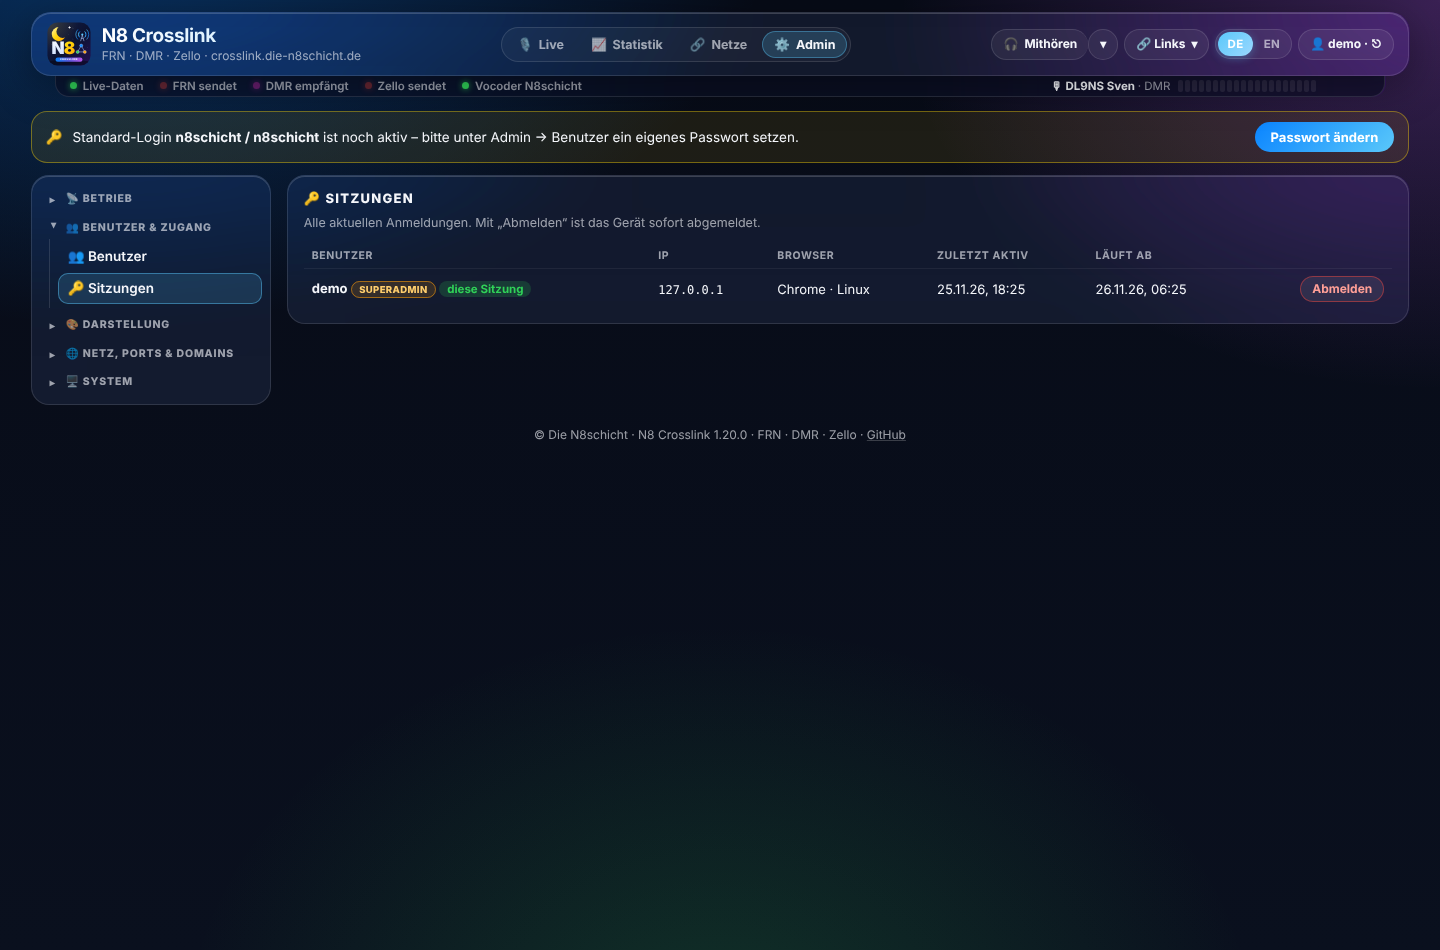 N8 Crosslink
FRN · DMR · Zello · crosslink.die-n8schicht.de
Live
Statistik
Netze
Admin
Mithören
Links
DE
EN
demo ·
Live-Daten
FRN sendet
DMR empfängt
Zello sendet
Vocoder N8schicht
DL9NS Sven · DMR
Standard-Login n8schicht / n8schicht ist noch aktiv – bitte unter Admin → Benutzer ein eigenes Passwort setzen.
Passwort ändern
BETRIEB
BENUTZER & ZUGANG
Benutzer
Sitzungen
DARSTELLUNG
NETZ, PORTS & DOMAINS
SYSTEM
SITZUNGEN
Alle aktuellen Anmeldungen. Mit „Abmelden“ ist das Gerät sofort abgemeldet.
BENUTZER IP BROWSER ZULETZT AKTIV LÄUFT AB
demo SUPERADMIN diese Sitzung 127.0.0.1 Chrome · Linux 25.11.26, 18:25 26.11.26, 06:25 Abmelden
© Die N8schicht · N8 Crosslink 1.20.0 · FRN · DMR · Zello · GitHub